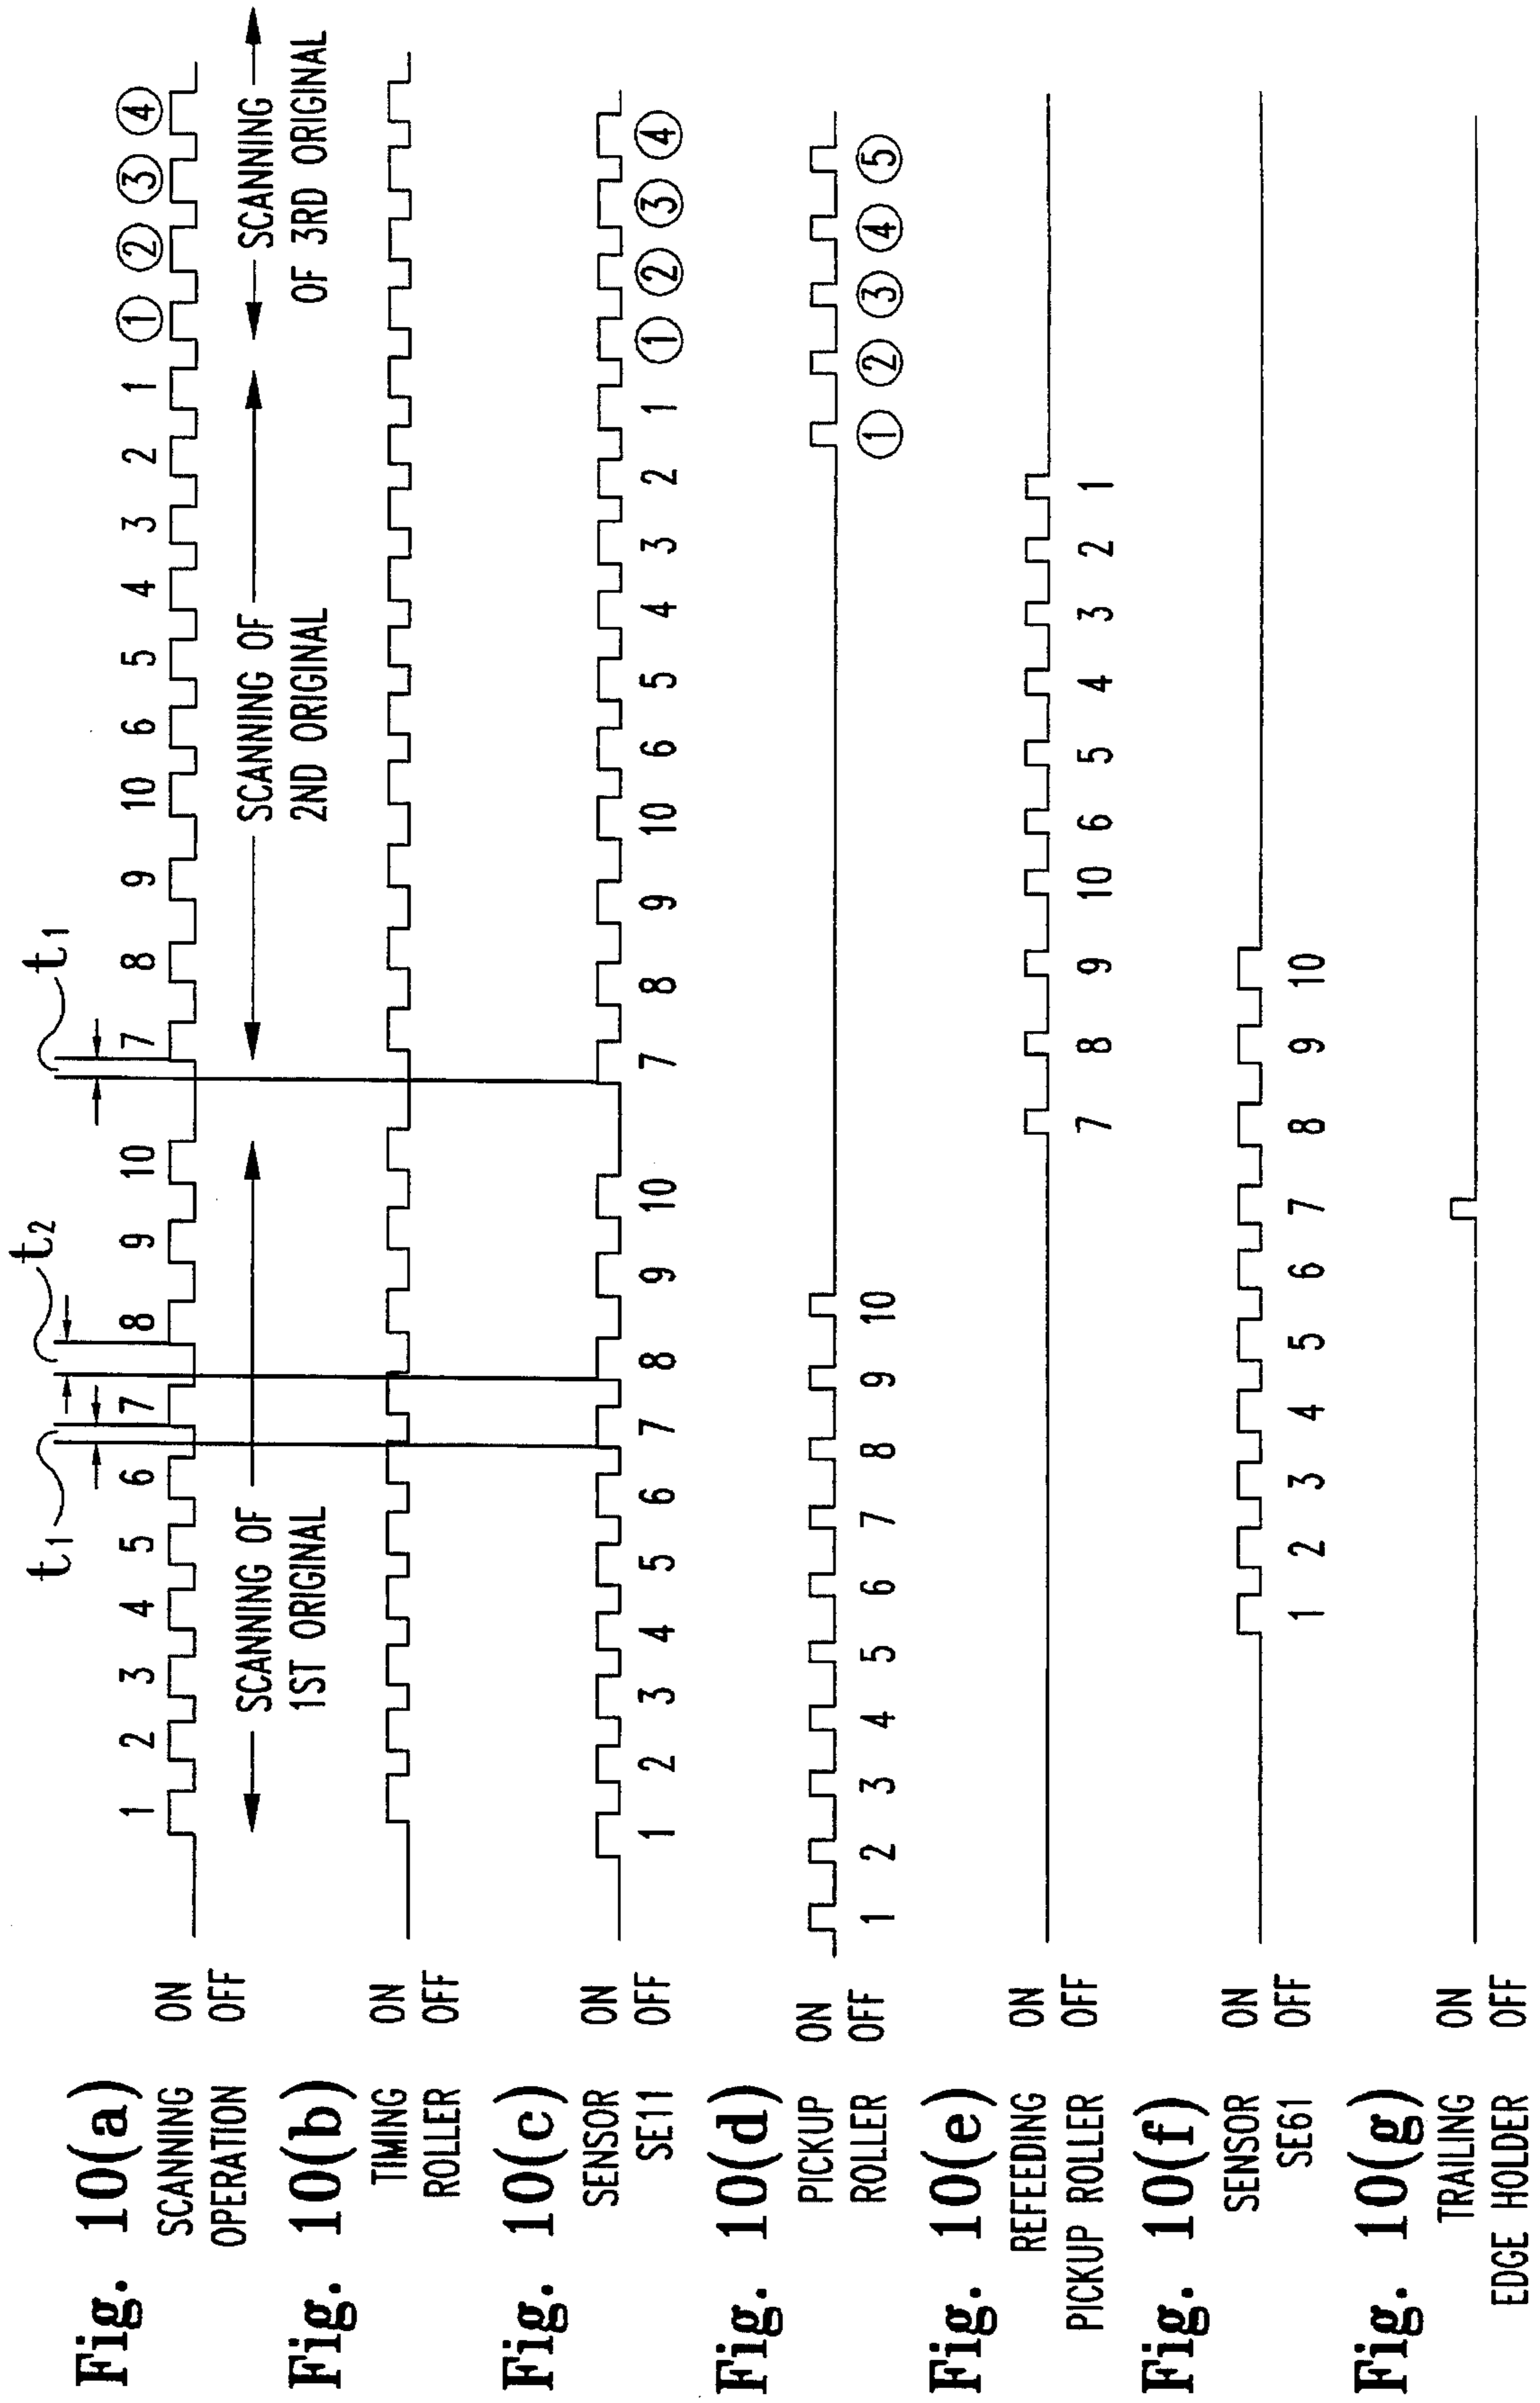 t1
t2
t1
Fig. 10(a)
SCANNING
OPERATION
ON
OFF
1 2 3 4 5 6 7 8 9 10 7 8 9 10 6 5 4 3 2 1 ① ② ③ ④
SCANNING OF
1ST ORIGINAL
SCANNING OF
2ND ORIGINAL
SCANNING
OF 3RD ORIGINAL
Fig. 10(b)
TIMING
ROLLER
ON
OFF
Fig. 10(c)
SENSOR
SE11
ON
OFF
1 2 3 4 5 6 7 8 9 10 7 8 9 10 6 5 4 3 2 1 ① ② ③ ④
Fig. 10(d)
PICKUP
ROLLER
ON
OFF
1 2 3 4 5 6 7 8 9 10 ① ② ③ ④ ⑤
Fig. 10(e)
REFEEDING
PICKUP ROLLER
ON
OFF
7 8 9 10 6 5 4 3 2 1
Fig. 10(f)
SENSOR
SE61
ON
OFF
1 2 3 4 5 6 7 8 9 10
Fig. 10(g)
TRAILING
EDGE HOLDER
ON
OFF